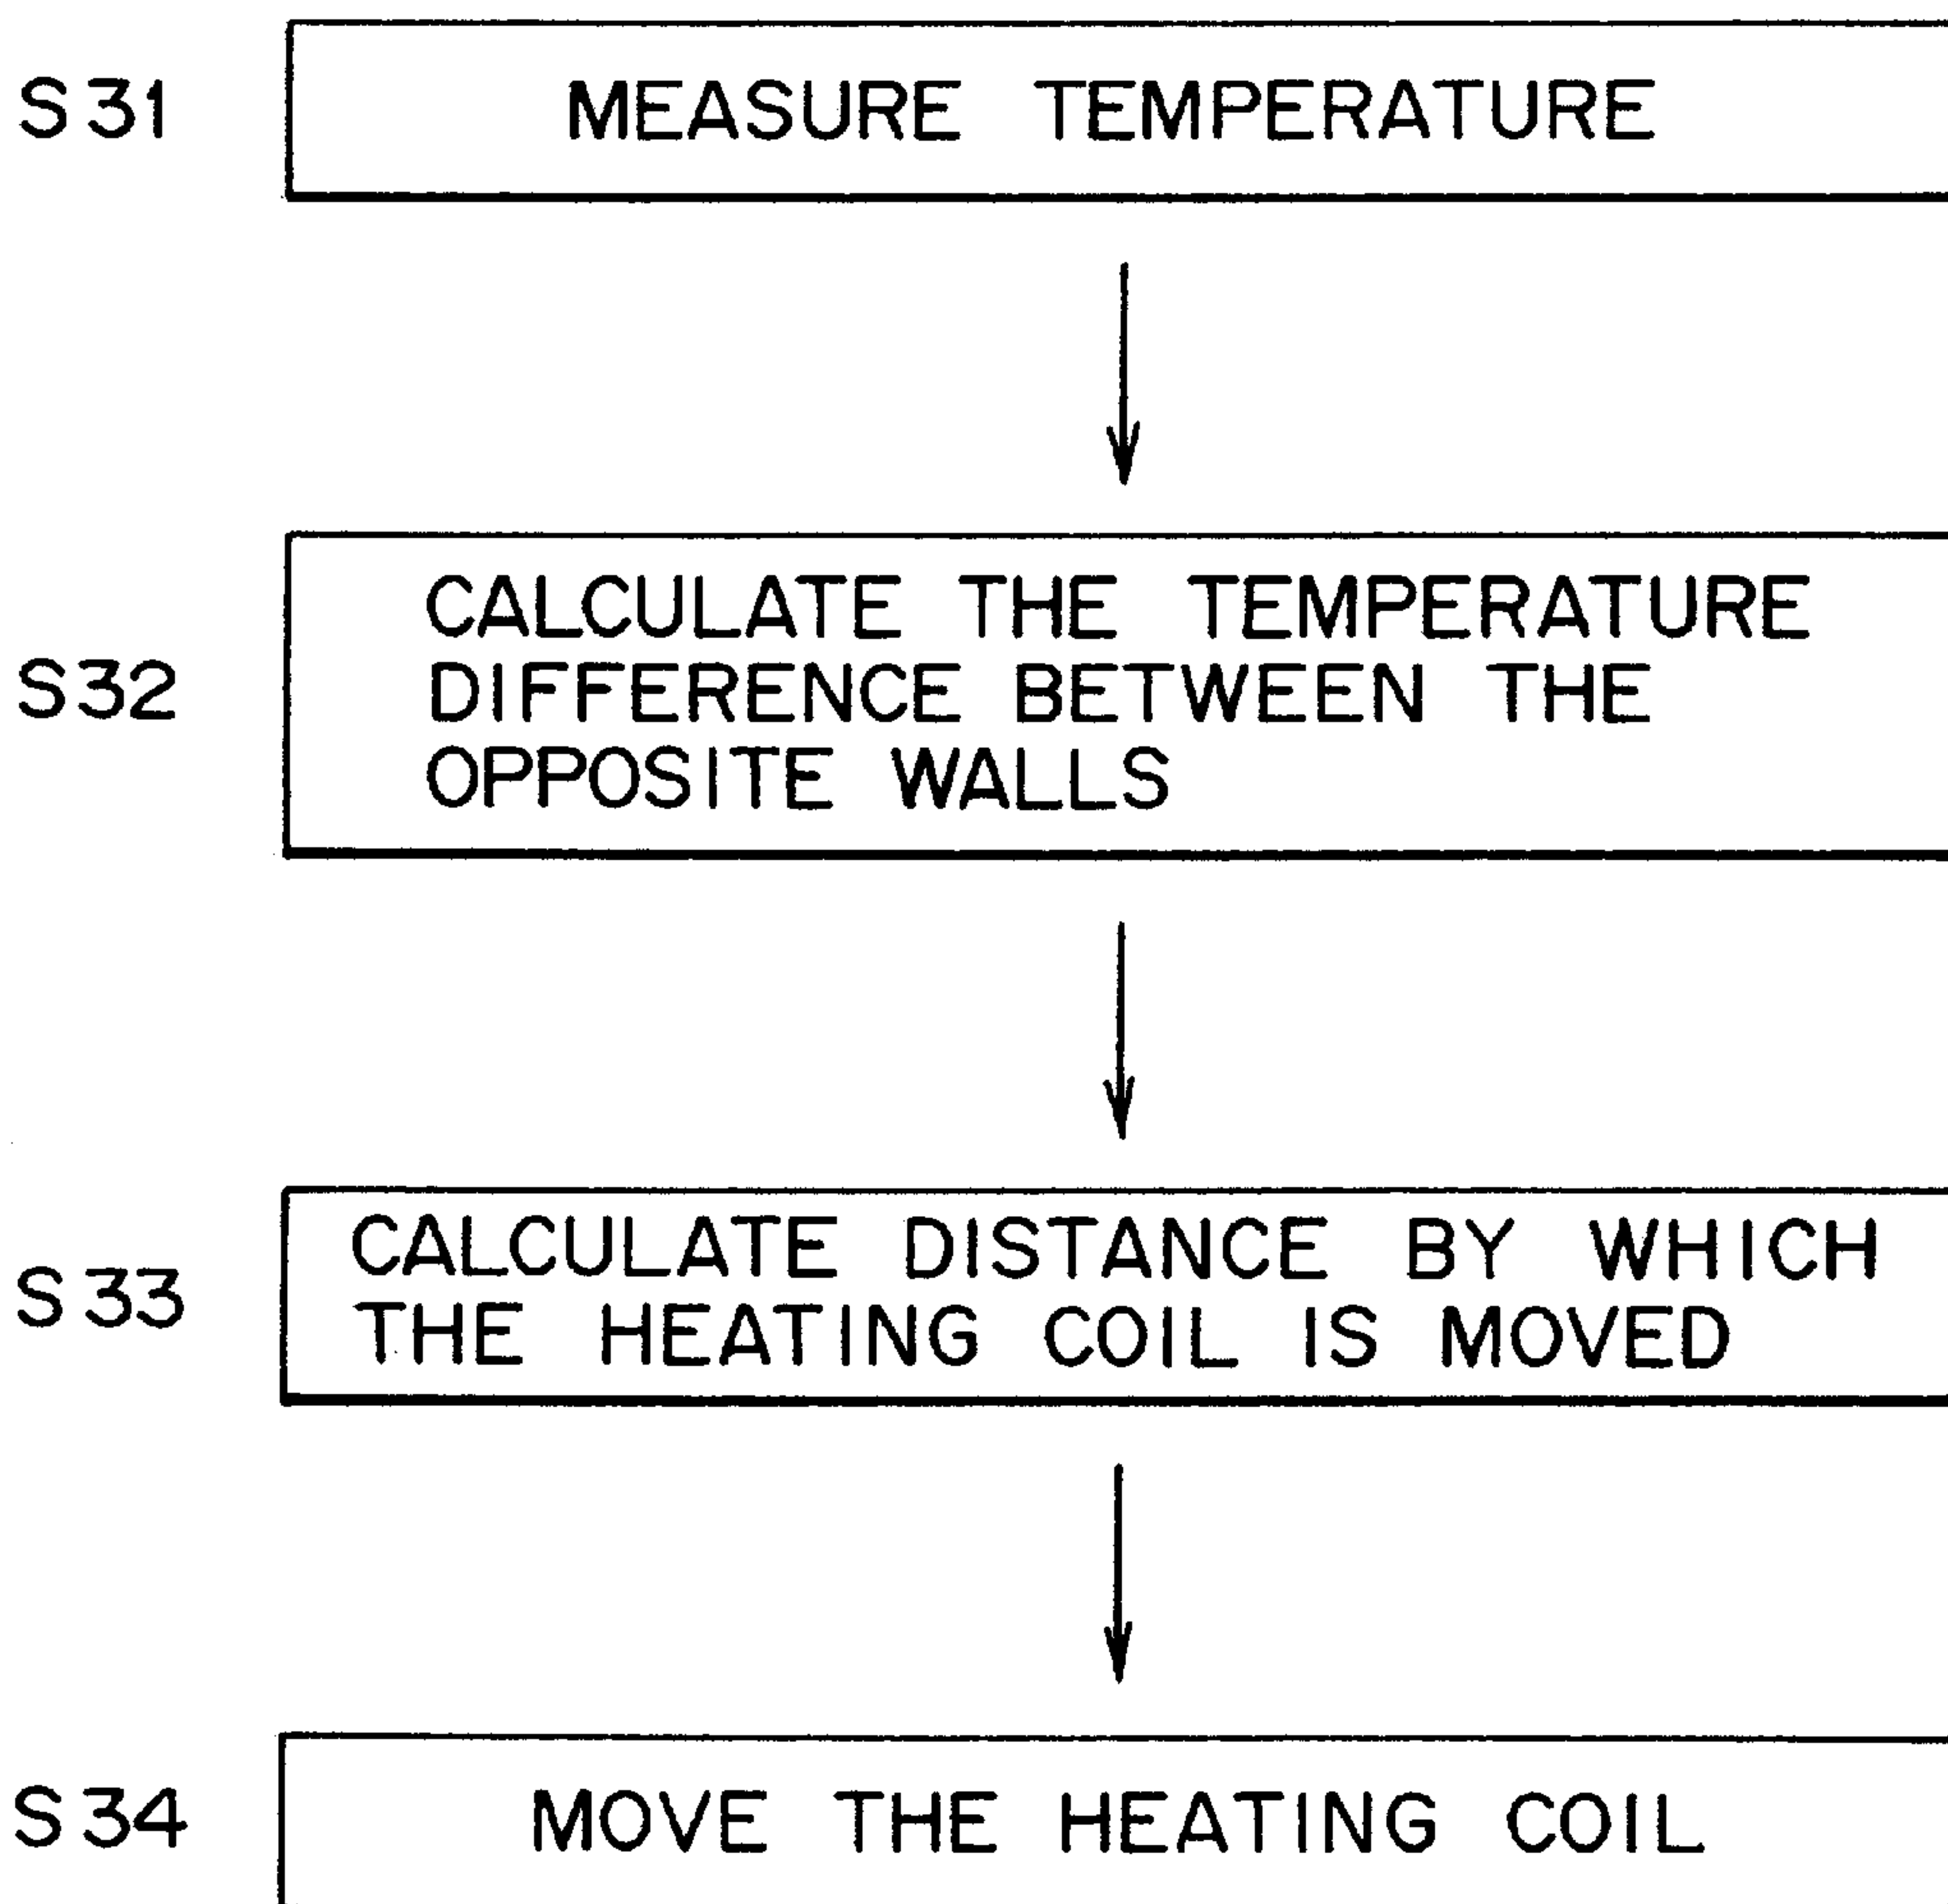 S31
MEASURE TEMPERATURE
S32
CALCULATE THE TEMPERATURE
DIFFERENCE BETWEEN THE
OPPOSITE WALLS
S33
CALCULATE DISTANCE BY WHICH
THE HEATING COIL IS MOVED
S34
MOVE THE HEATING COIL